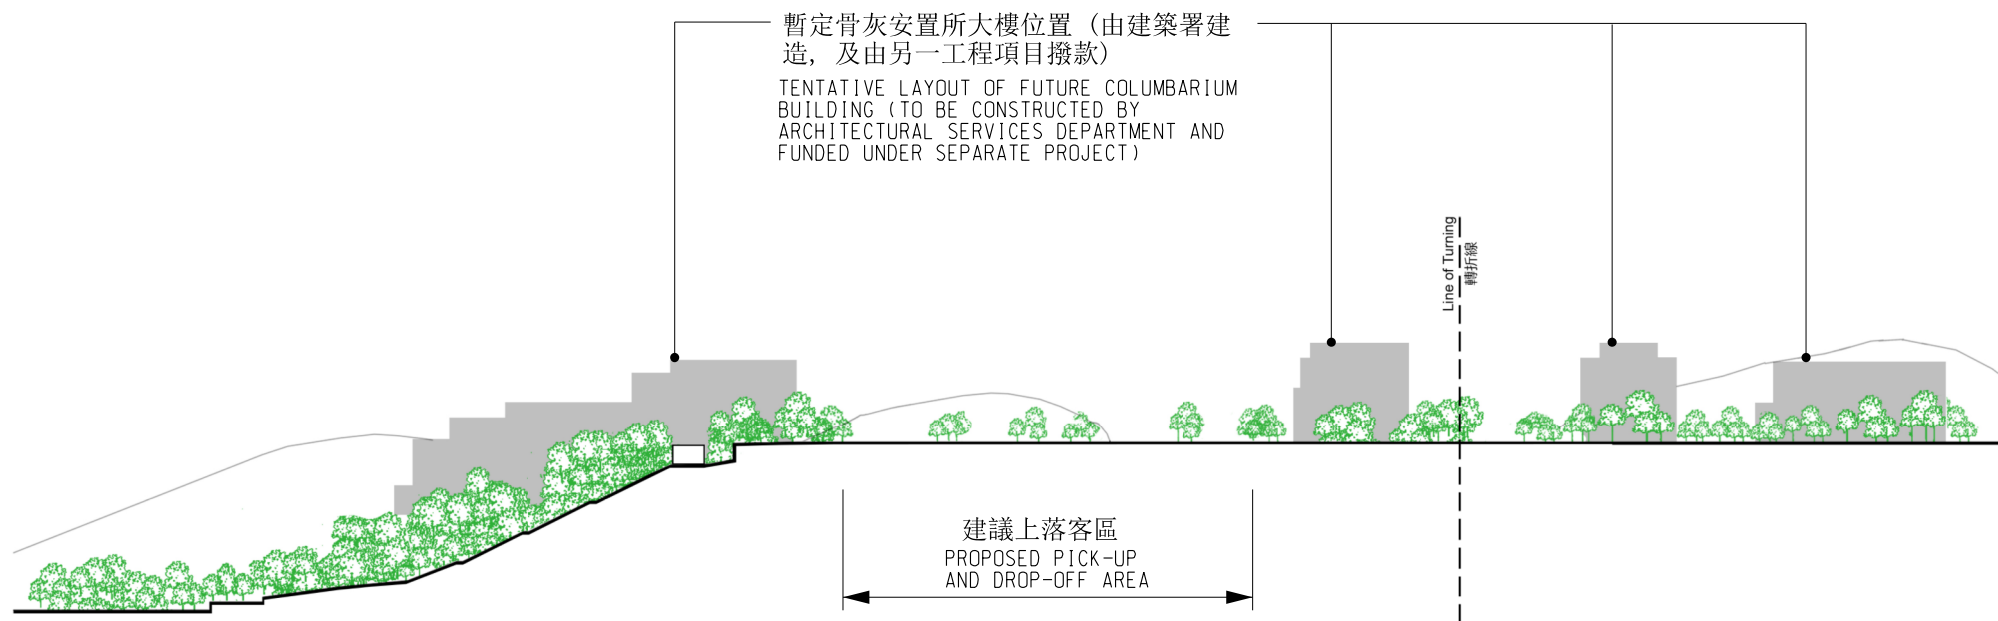 暫定骨灰安置所大樓位置 (由建築署建
造, 及由另一工程項目撥款)
TENTATIVE LAYOUT OF FUTURE COLUMBARIUM
BUILDING (TO BE CONSTRUCTED BY
ARCHITECTURAL SERVICES DEPARTMENT AND
FUNDED UNDER SEPARATE PROJECT)
Line of Turning
轉折線
建議上落客區
PROPOSED PICK-UP
AND DROP-OFF AREA